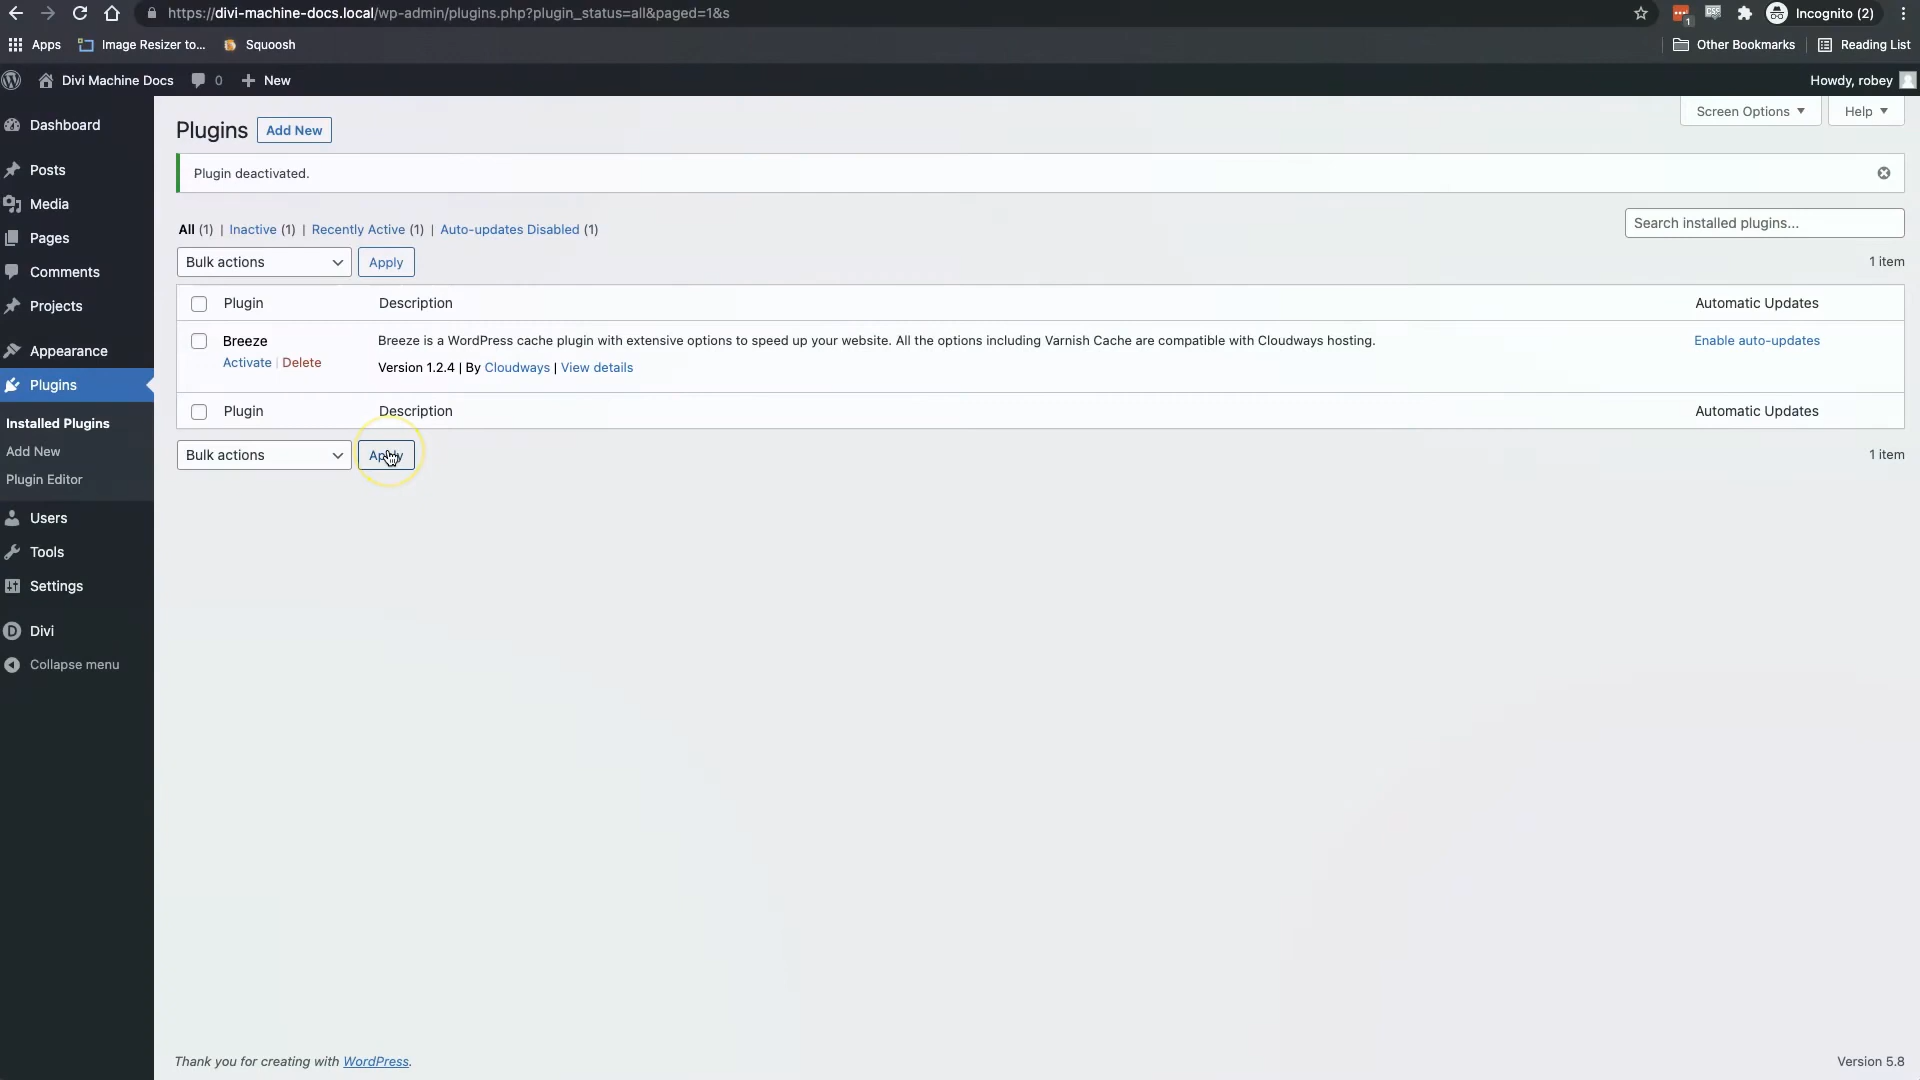 https://divi-machine-docs.local/wp-admin/plugins.php?plugin_status=all&paged=1&s
1
Incognito (2)
Apps
Image Resizer to...
Squoosh
Other Bookmarks
Reading List
Divi Machine Docs
0
New
Howdy, robey
Dashboard
Posts
Media
Pages
Comments
Projects
Appearance
Plugins
Installed Plugins
Add New
Plugin Editor
Users
Tools
Settings
Divi
Collapse menu
Screen Options
Help
Plugins
Add New
Plugin deactivated.
All (1) | Inactive (1) | Recently Active (1) | Auto-updates Disabled (1)
Search installed plugins...
Bulk actions
Apply
1 item
Plugin
Description
Automatic Updates
Breeze
Breeze is a WordPress cache plugin with extensive options to speed up your website. All the options including Varnish Cache are compatible with Cloudways hosting.
Enable auto-updates
Activate | Delete
Version 1.2.4 | By Cloudways | View details
Plugin
Description
Automatic Updates
Bulk actions
Apply
1 item
Thank you for creating with WordPress.
Version 5.8